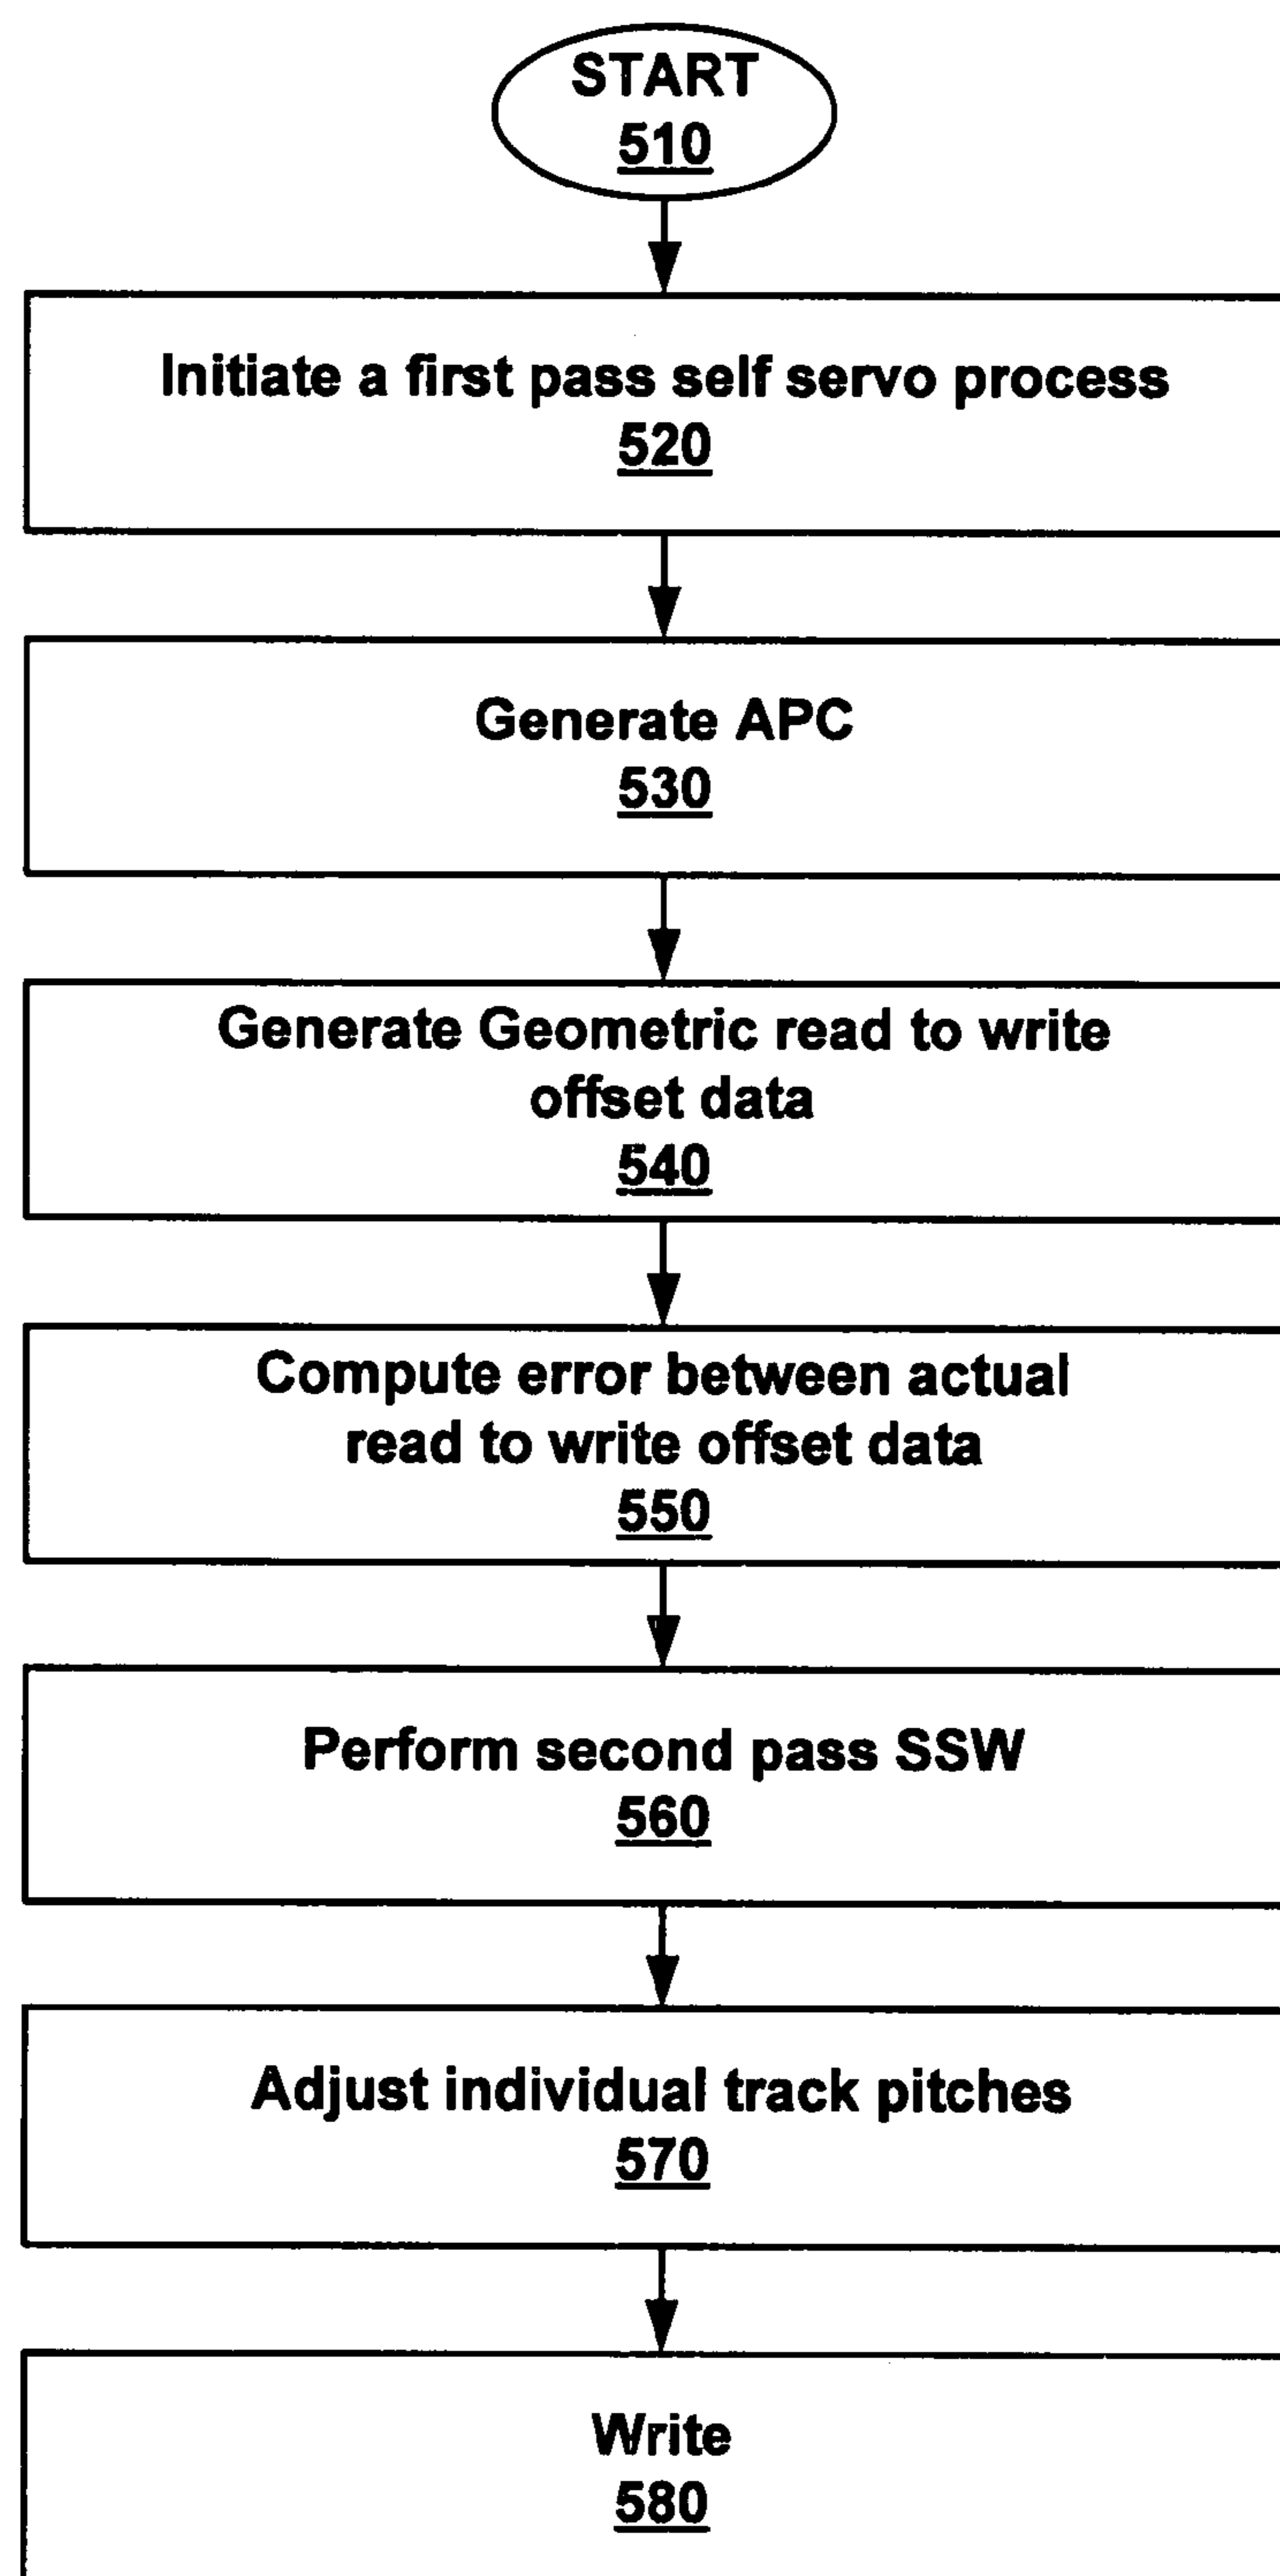 START
510
Initiate a first pass self servo process
520
Generate APC
530
Generate Geometric read to write
offset data
540
Compute error between actual
read to write offset data
550
Perform second pass SSW
560
Adjust individual track pitches
570
Write
580